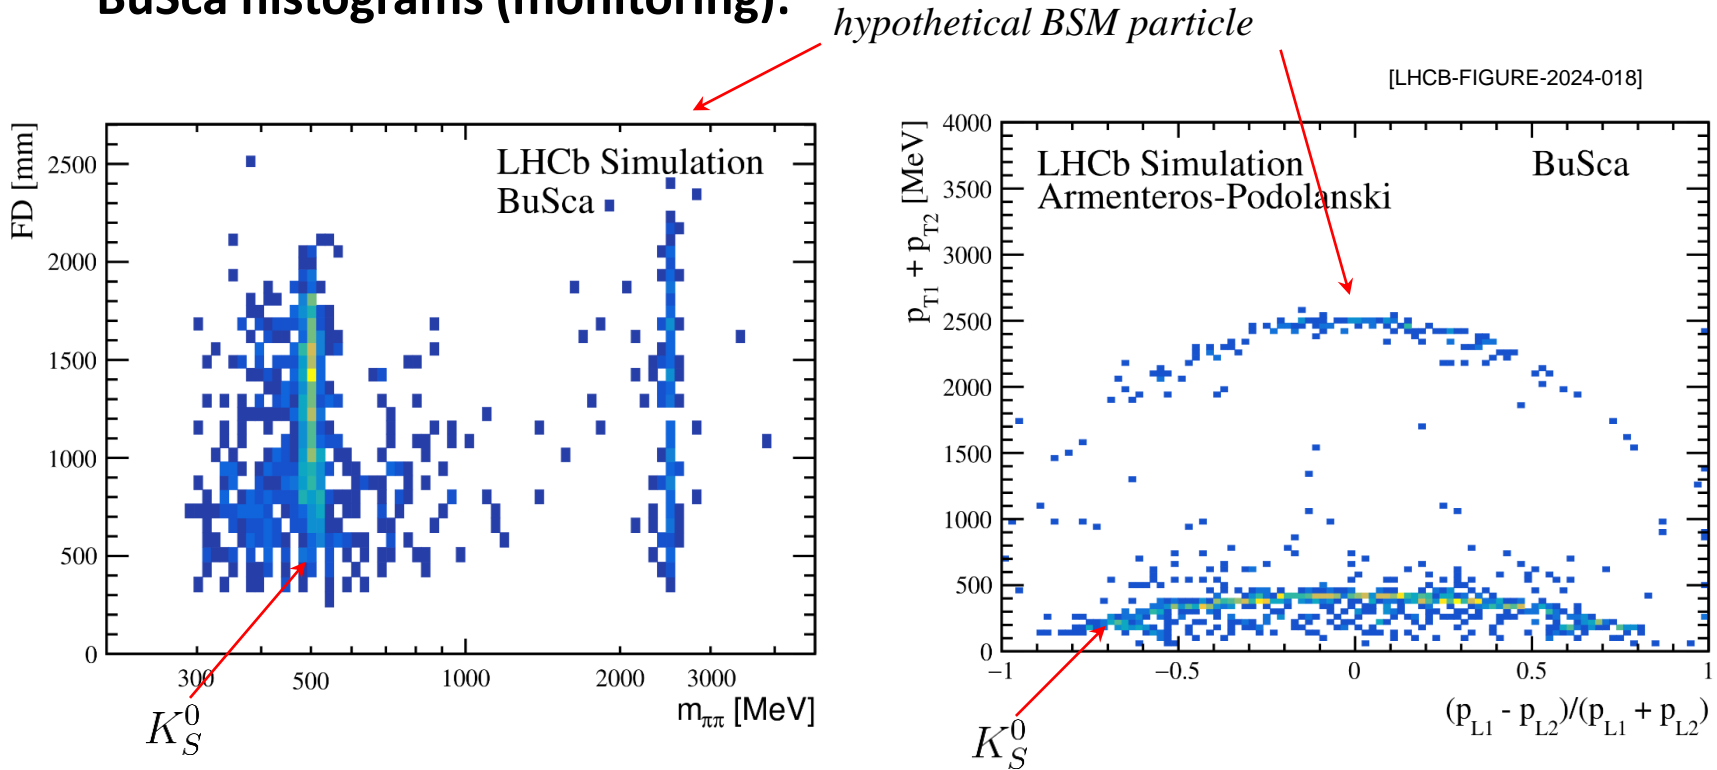 BuSca histograms (monitoring):
hypothetical BSM particle
[LHCB-FIGURE-2024-018]
FD [mm]
2500
2000
1500
1000
500
0
LHCb Simulation
BuSca
300
500
1000
2000
3000
m_ππ [MeV]
K_S^0
p_T1 + p_T2 [MeV]
4000
3500
3000
2500
2000
1500
1000
500
0
LHCb Simulation
Armenteros-Podolanski
BuSca
−1
−0.5
0
0.5
1
(p_L1 - p_L2)/(p_L1 + p_L2)
K_S^0